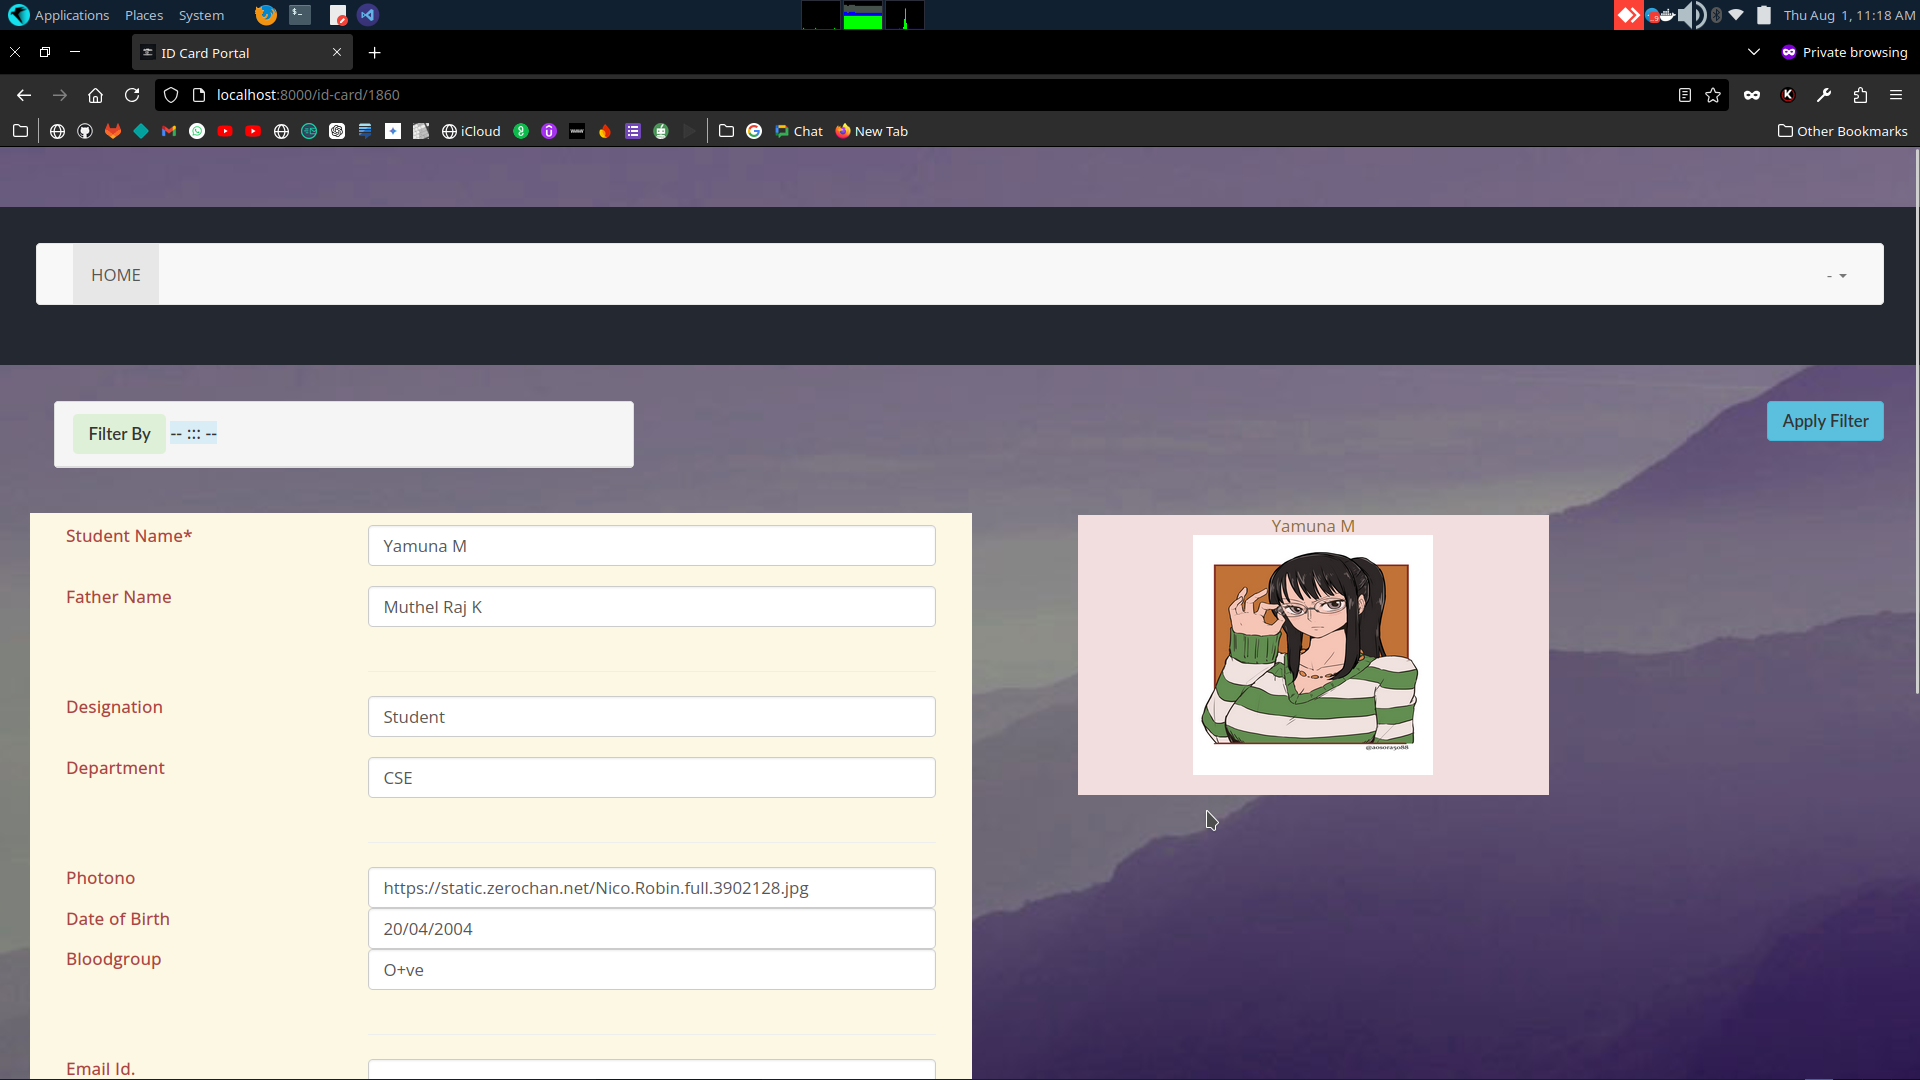 Applications Places System
Thu Aug 1, 11:18 AM
ID Card Portal
Private browsing
localhost:8000/id-card/1860
iCloud
Chat
New Tab
Other Bookmarks
HOME
-
Filter By -- ::: --
Apply Filter
Student Name*
Yamuna M
Father Name
Muthel Raj K
Designation
Student
Department
CSE
Photono
https://static.zerochan.net/Nico.Robin.full.3902128.jpg
Date of Birth
20/04/2004
Bloodgroup
O+ve
Email Id.
Yamuna M
@aosora5088